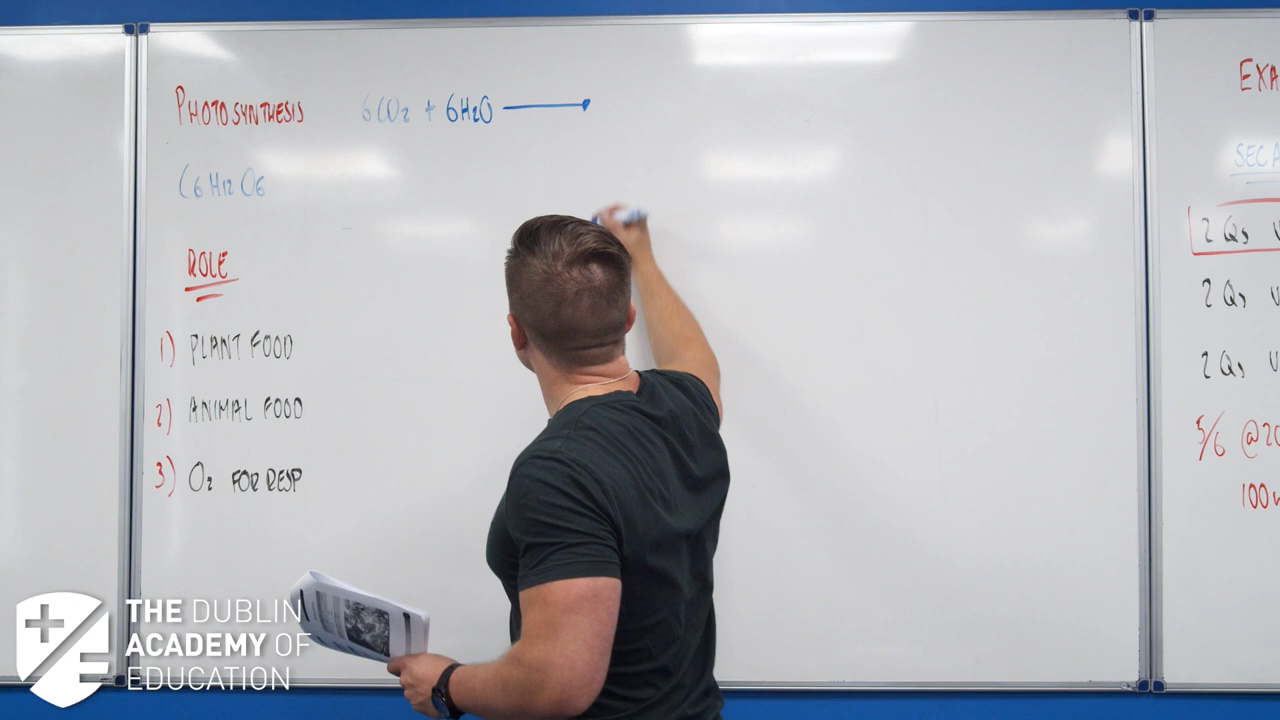 PHOTOSYNTHESIS 6CO2 + 6H2O →
C6H12O6
ROLE
1) PLANT FOOD
2) ANIMAL FOOD
3) O2 FOR RESP
EXA
SEC A
2 Qs
2 Qs
2 Qs
5/6 @20
100
THE DUBLIN
ACADEMY OF
EDUCATION